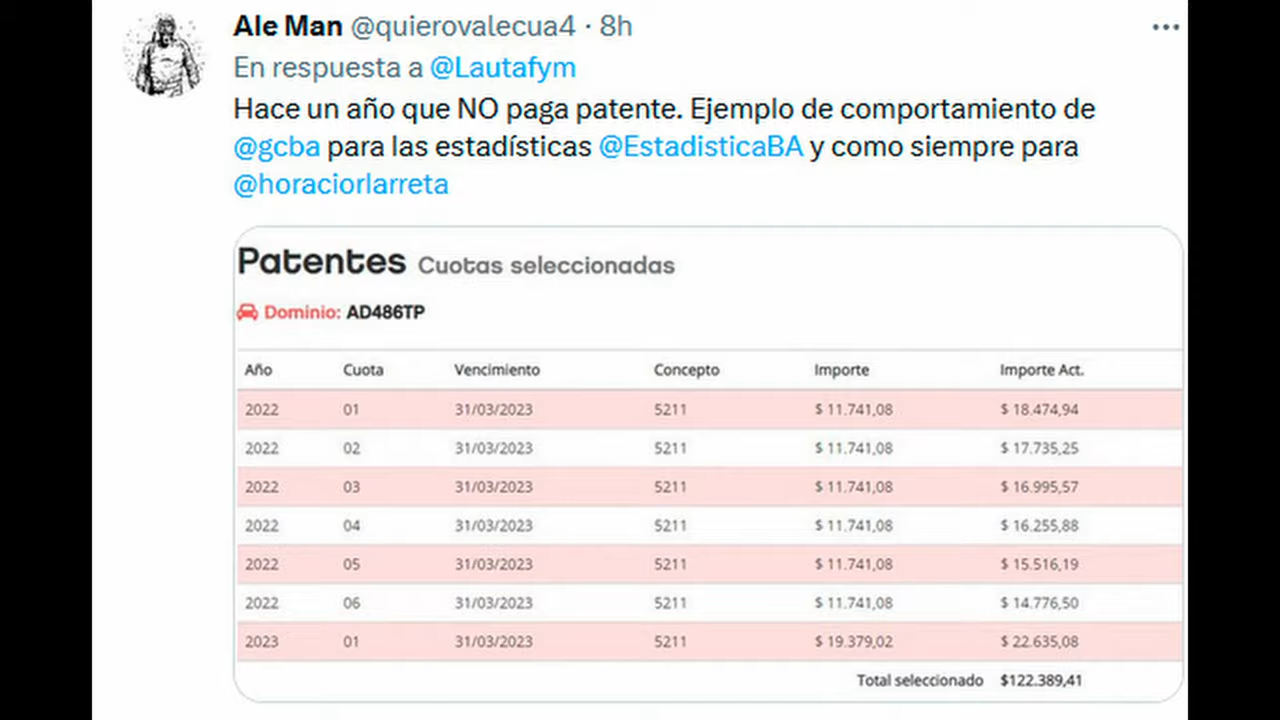 Ale Man @quierovalecua4 · 8h
En respuesta a @Lautafym
Hace un año que NO paga patente. Ejemplo de comportamiento de
@gcba para las estadísticas @EstadisticaBA y como siempre para
@horaciorlarreta
Patentes Cuotas seleccionadas
Dominio: AD486TP
Año Cuota Vencimiento Concepto Importe Importe Act.
2022 01 31/03/2023 5211 $ 11.741,08 $ 18.474,94
2022 02 31/03/2023 5211 $ 11.741,08 $ 17.735,25
2022 03 31/03/2023 5211 $ 11.741,08 $ 16.995,57
2022 04 31/03/2023 5211 $ 11.741,08 $ 16.255,88
2022 05 31/03/2023 5211 $ 11.741,08 $ 15.516,19
2022 06 31/03/2023 5211 $ 11.741,08 $ 14.776,50
2023 01 31/03/2023 5211 $ 19.379,02 $ 22.635,08
Total seleccionado $122.389,41